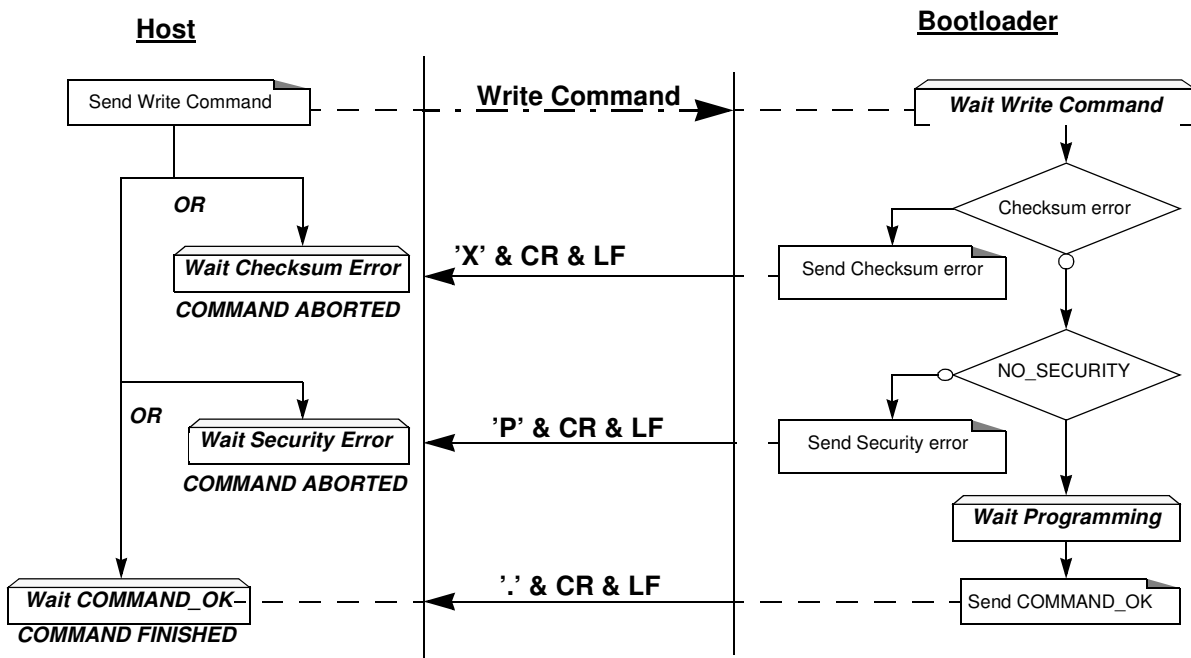 Host
Bootloader
Send Write Command
Write Command
Wait Write Command
OR
Checksum error
Wait Checksum Error
’X’ & CR & LF
Send Checksum error
COMMAND ABORTED
NO_SECURITY
OR
Wait Security Error
’P’ & CR & LF
Send Security error
COMMAND ABORTED
Wait Programming
Wait COMMAND_OK
’.’ & CR & LF
Send COMMAND_OK
COMMAND FINISHED